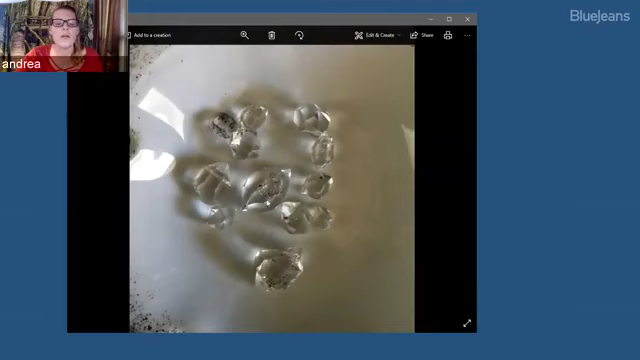 BlueJeans
Add to a creation
Edit & Create
Share
andrea